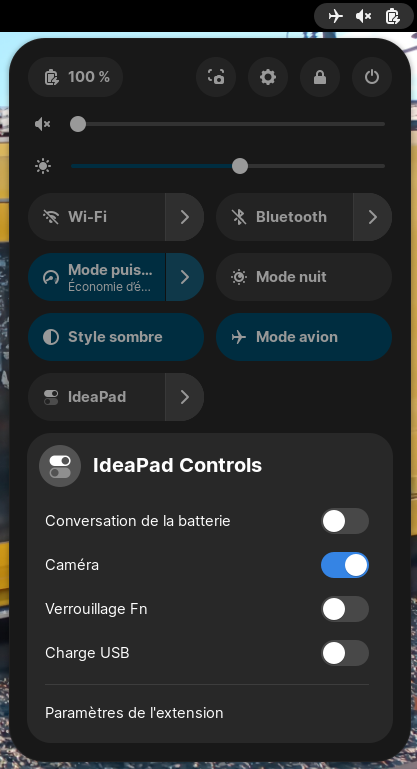 100 %
Wi-Fi
Bluetooth
Mode puis…
Économie d'é…
Mode nuit
Style sombre
Mode avion
IdeaPad
IdeaPad Controls
Conversation de la batterie
Caméra
Verrouillage Fn
Charge USB
Paramètres de l'extension